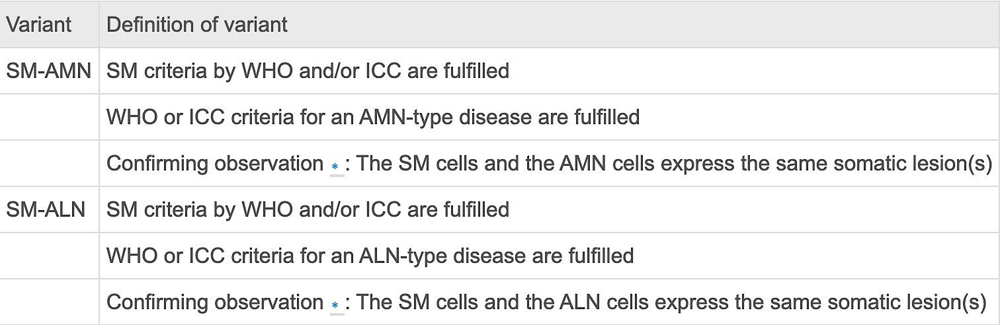 Variant Definition of variant
SM-AMN SM criteria by WHO and/or ICC are fulfilled
WHO or ICC criteria for an AMN-type disease are fulfilled
Confirming observation * : The SM cells and the AMN cells express the same somatic lesion(s)
SM-ALN SM criteria by WHO and/or ICC are fulfilled
WHO or ICC criteria for an ALN-type disease are fulfilled
Confirming observation * : The SM cells and the ALN cells express the same somatic lesion(s)